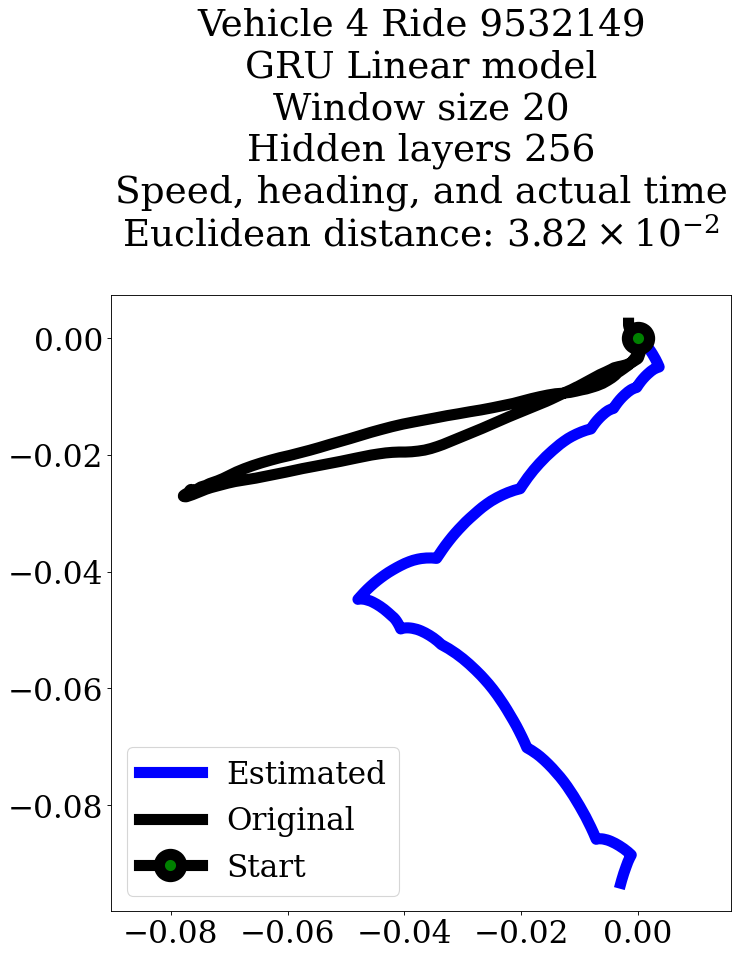 Vehicle 4 Ride 9532149
GRU Linear model
Window size 20
Hidden layers 256
Speed, heading, and actual time
Euclidean distance: 3.82 × 10⁻²
0.00
−0.02
−0.04
−0.06
−0.08
Estimated
Original
Start
−0.08 −0.06 −0.04 −0.02 0.00